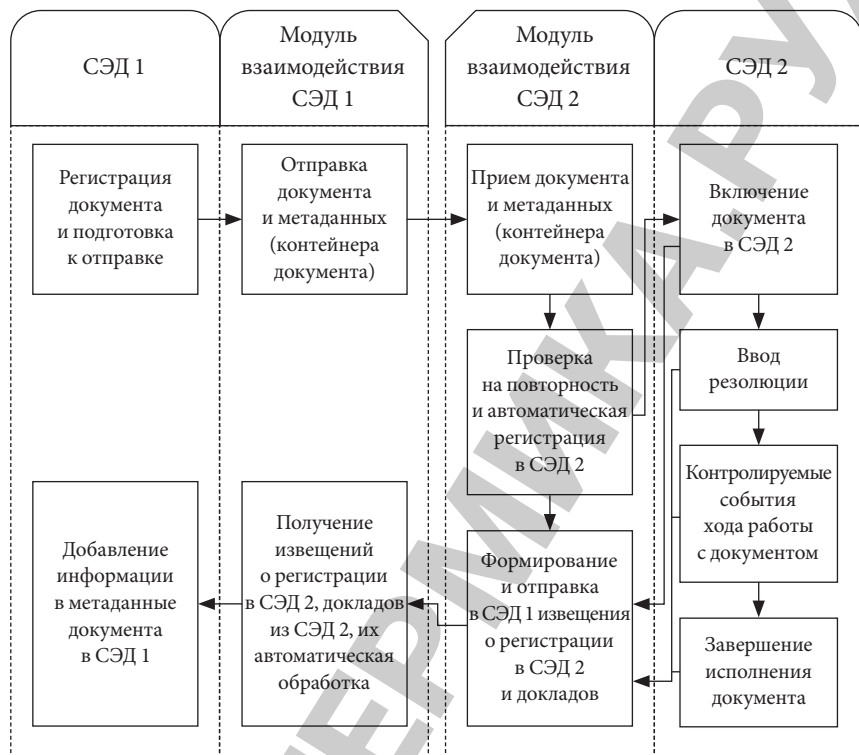 СЭД 1
Модуль
взаимодействия
СЭД 1
Модуль
взаимодействия
СЭД 2
СЭД 2
Регистрация
документа
и подготовка
к отправке
Отправка
документа
и метаданных
(контейнера
документа)
Прием документа
и метаданных
(контейнера
документа)
Включение
документа
в СЭД 2
Проверка
на повторность
и автоматическая
регистрация
в СЭД 2
Ввод
резолюции
Контролируемые
события
хода работы
с документом
Добавление
информации
в метаданные
документа
в СЭД 1
Получение
извещений
о регистрации
в СЭД 2, докладов
из СЭД 2, их
автоматическая
обработка
Формирование
и отправка
в СЭД 1 извещения
о регистрации
в СЭД 2
и докладов
Завершение
исполнения
документа
ТЕРМИКА.РУ